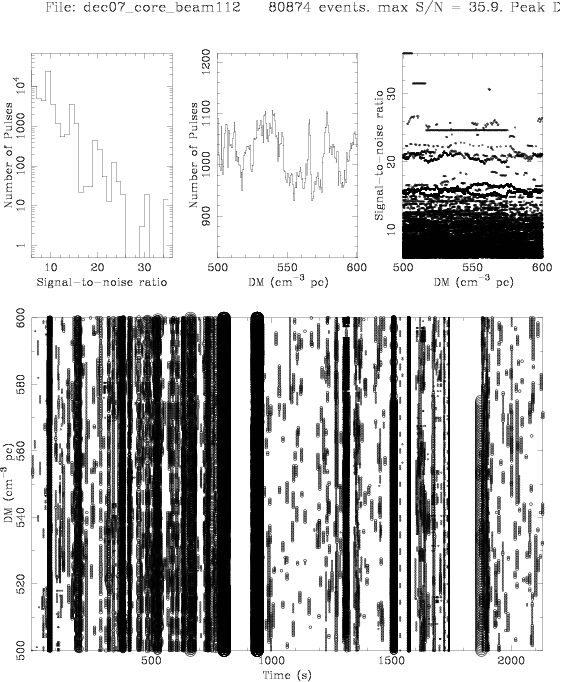 File: dec07_core_beam112 80874 events. max S/N = 35.9. Peak D
Number of Pulses
10⁴
1000
100
10
1
10 20 30
Signal-to-noise ratio
Number of Pulses
1200
1100
1000
900
500 550 600
DM (cm⁻³ pc)
Signal-to-noise ratio
30
20
10
500 550 600
DM (cm⁻³ pc)
DM (cm⁻³ pc)
600
580
560
540
520
500
500 1000 1500 2000
Time (s)